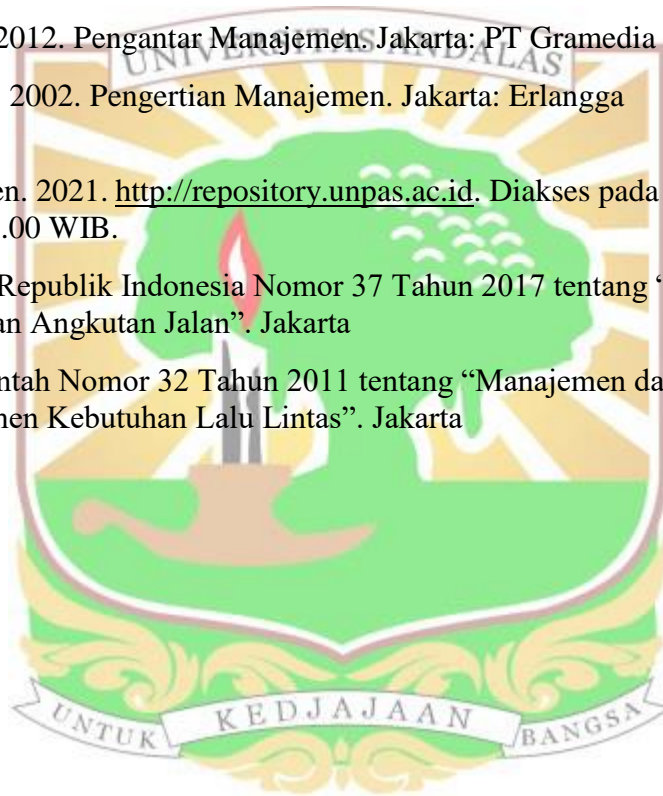 2012. Pengantar Manajemen. Jakarta: PT Gramedia
UNIVERSITAS ANDALAS
2002. Pengertian Manajemen. Jakarta: Erlangga
en. 2021. http://repository.unpas.ac.id. Diakses pada
.00 WIB.
Republik Indonesia Nomor 37 Tahun 2017 tentang “
an Angkutan Jalan”. Jakarta
ntah Nomor 32 Tahun 2011 tentang “Manajemen da
nen Kebutuhan Lalu Lintas”. Jakarta
UNTUK KEDJAJAAN BANGSA